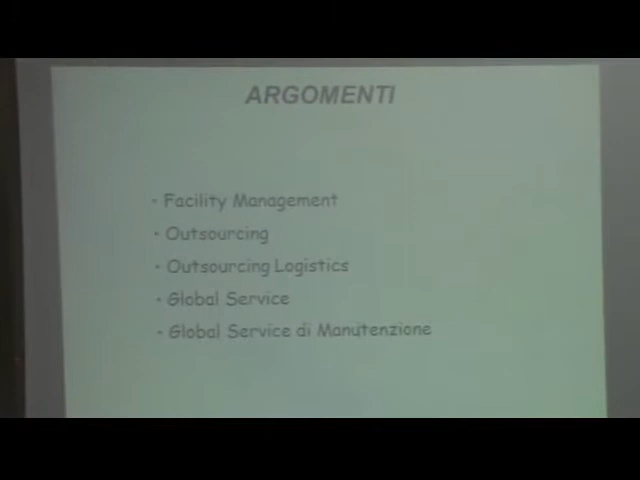 ARGOMENTI
• Facility Management
• Outsourcing
• Outsourcing Logistics
• Global Service
• Global Service di Manutenzione